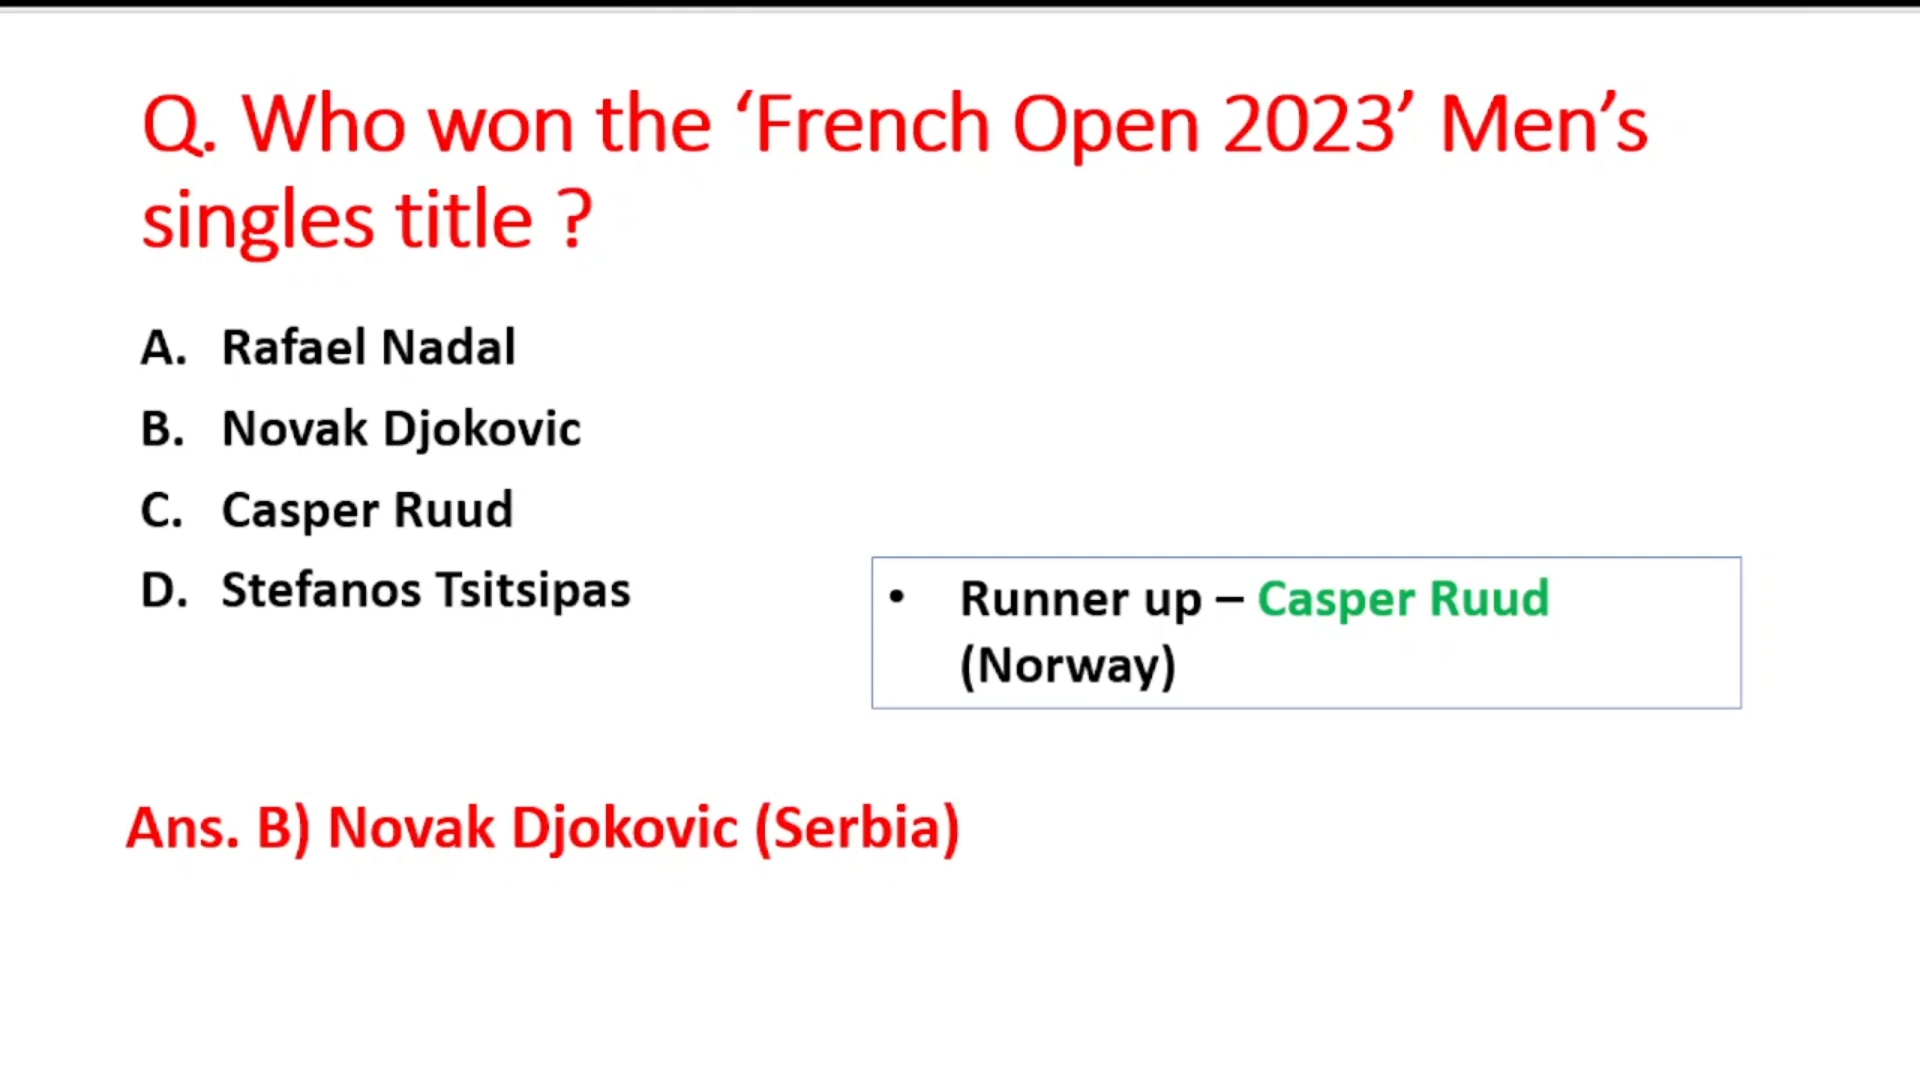 Q. Who won the ‘French Open 2023’ Men’s
singles title ?
A. Rafael Nadal
B. Novak Djokovic
C. Casper Ruud
D. Stefanos Tsitsipas
• Runner up – Casper Ruud
(Norway)
Ans. B) Novak Djokovic (Serbia)